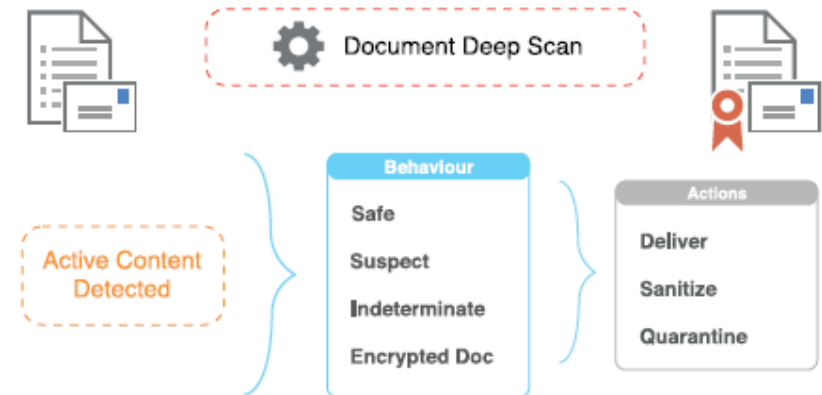 Document Deep Scan
Active Content
Detected
Behaviour
Safe
Suspect
Indeterminate
Encrypted Doc
Actions
Deliver
Sanitize
Quarantine